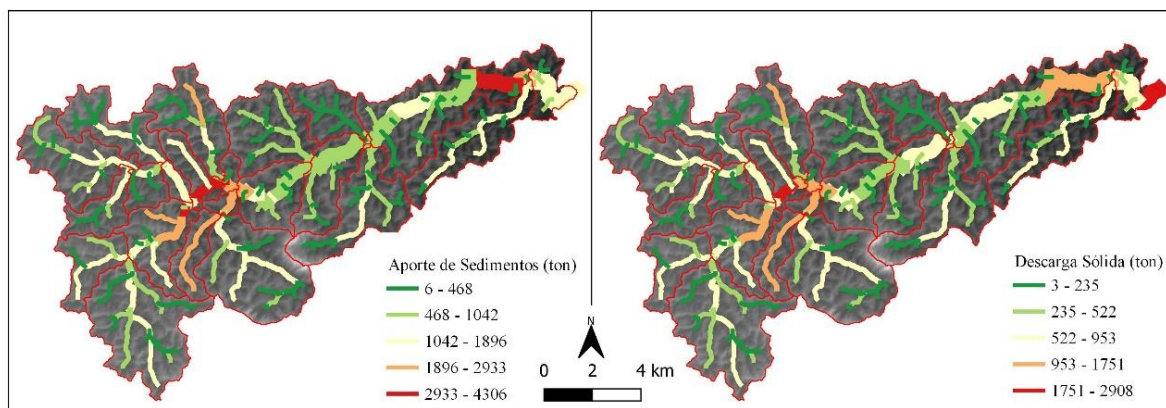 Aporte de Sedimentos (ton)
6 - 468
468 - 1042
1042 - 1896
1896 - 2933
2933 - 4306
N
0 2 4 km
Descarga Sólida (ton)
3 - 235
235 - 522
522 - 953
953 - 1751
1751 - 2908